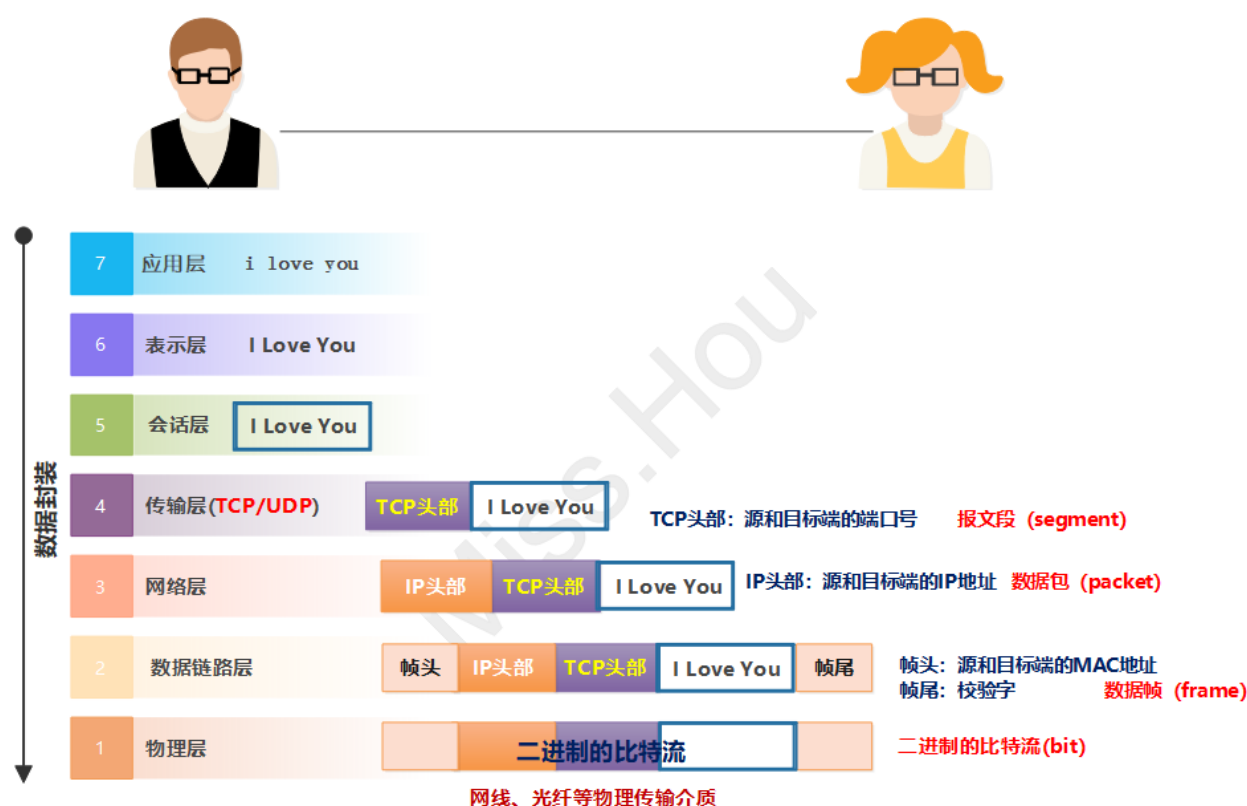 7 应用层 i love you
6 表示层 I Love You
5 会话层 I Love You
4 传输层(TCP/UDP) TCP头部 I Love You TCP头部：源和目标端的端口号 报文段 (segment)
3 网络层 IP头部 TCP头部 I Love You IP头部：源和目标端的IP地址 数据包 (packet)
2 数据链路层 帧头 IP头部 TCP头部 I Love You 帧尾 帧头：源和目标端的MAC地址
帧尾：校验字 数据帧 (frame)
1 物理层 二进制的比特流 二进制的比特流(bit)
网线、光纤等物理传输介质
数据封装
Miss.Hou